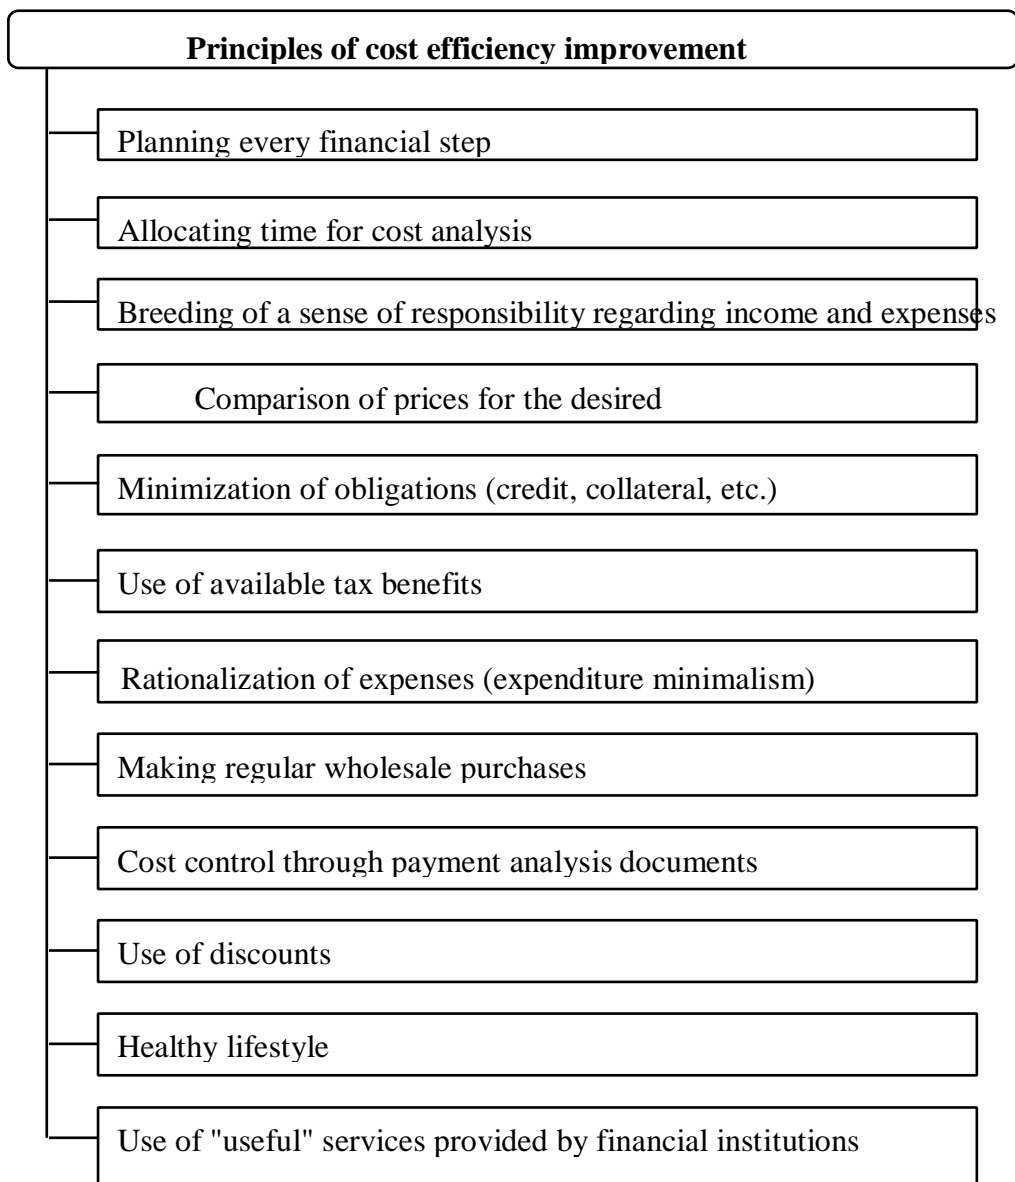 Principles of cost efficiency improvement
Planning every financial step
Allocating time for cost analysis
Breeding of a sense of responsibility regarding income and expenses
Comparison of prices for the desired
Minimization of obligations (credit, collateral, etc.)
Use of available tax benefits
Rationalization of expenses (expenditure minimalism)
Making regular wholesale purchases
Cost control through payment analysis documents
Use of discounts
Healthy lifestyle
Use of "useful" services provided by financial institutions